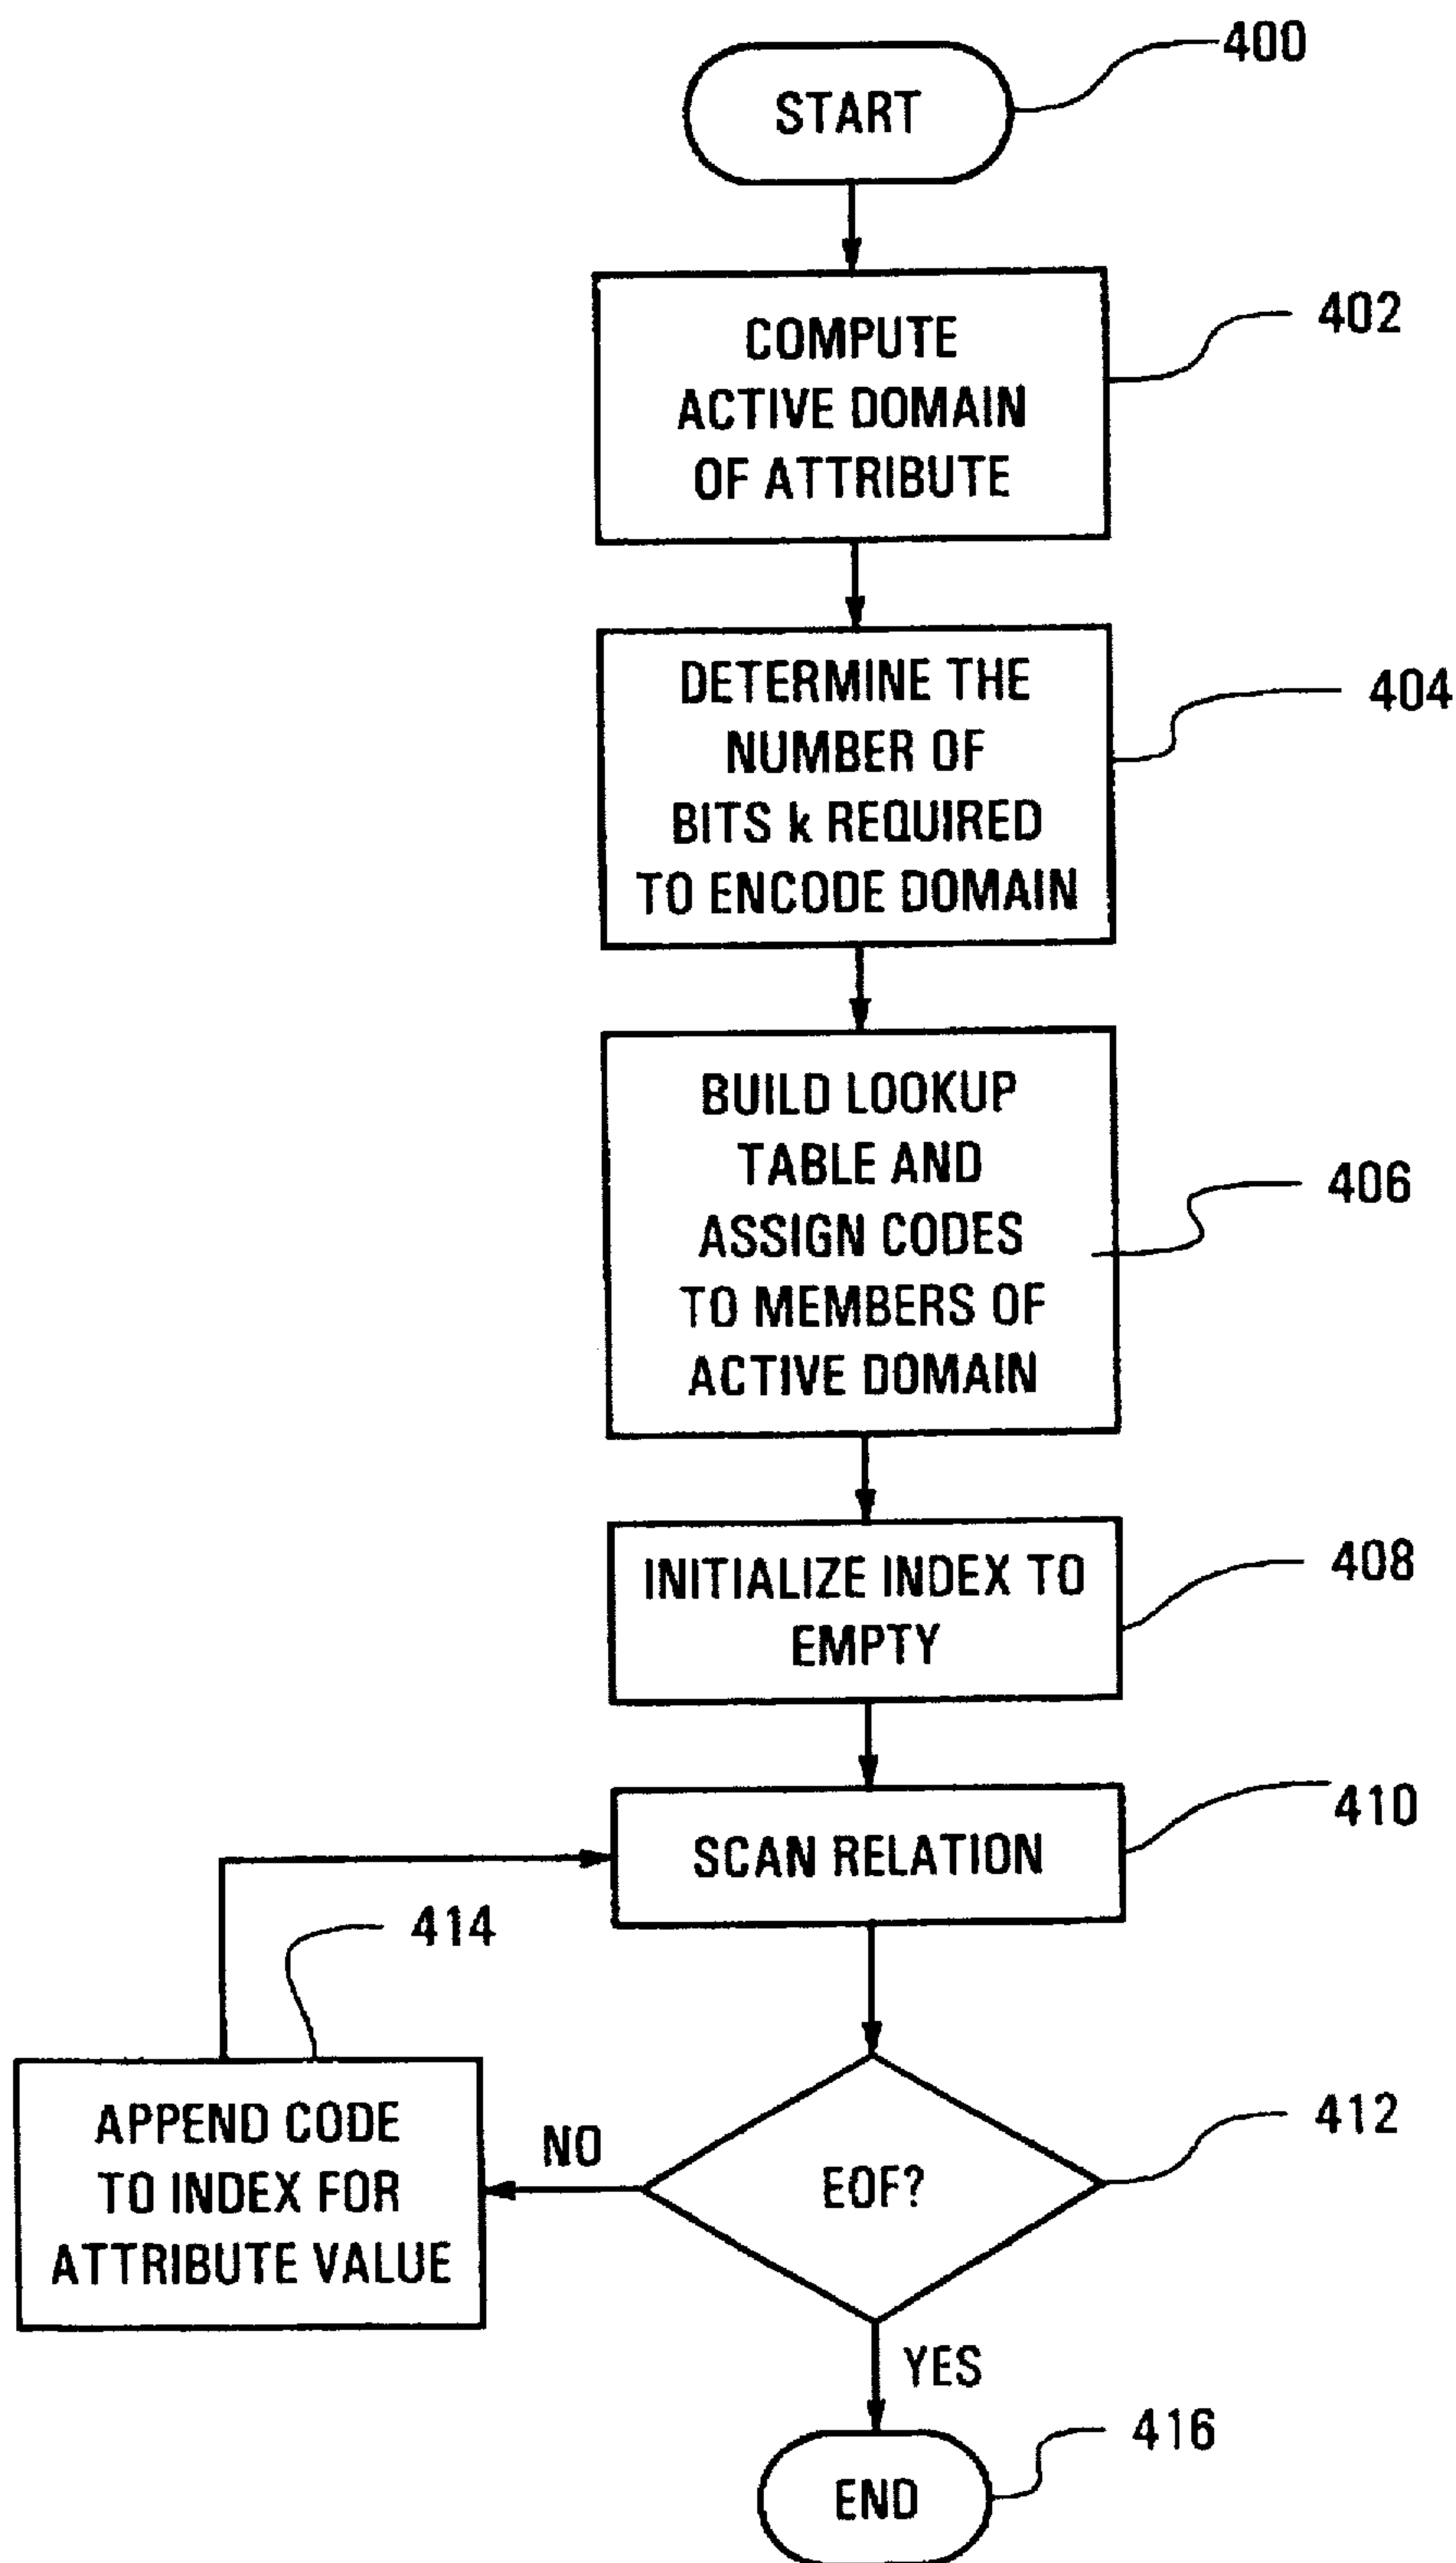 400
START
402
COMPUTE
ACTIVE DOMAIN
OF ATTRIBUTE
404
DETERMINE THE
NUMBER OF
BITS k REQUIRED
TO ENCODE DOMAIN
406
BUILD LOOKUP
TABLE AND
ASSIGN CODES
TO MEMBERS OF
ACTIVE DOMAIN
408
INITIALIZE INDEX TO
EMPTY
410
SCAN RELATION
414
412
APPEND CODE
TO INDEX FOR
ATTRIBUTE VALUE
NO
EOF?
YES
416
END